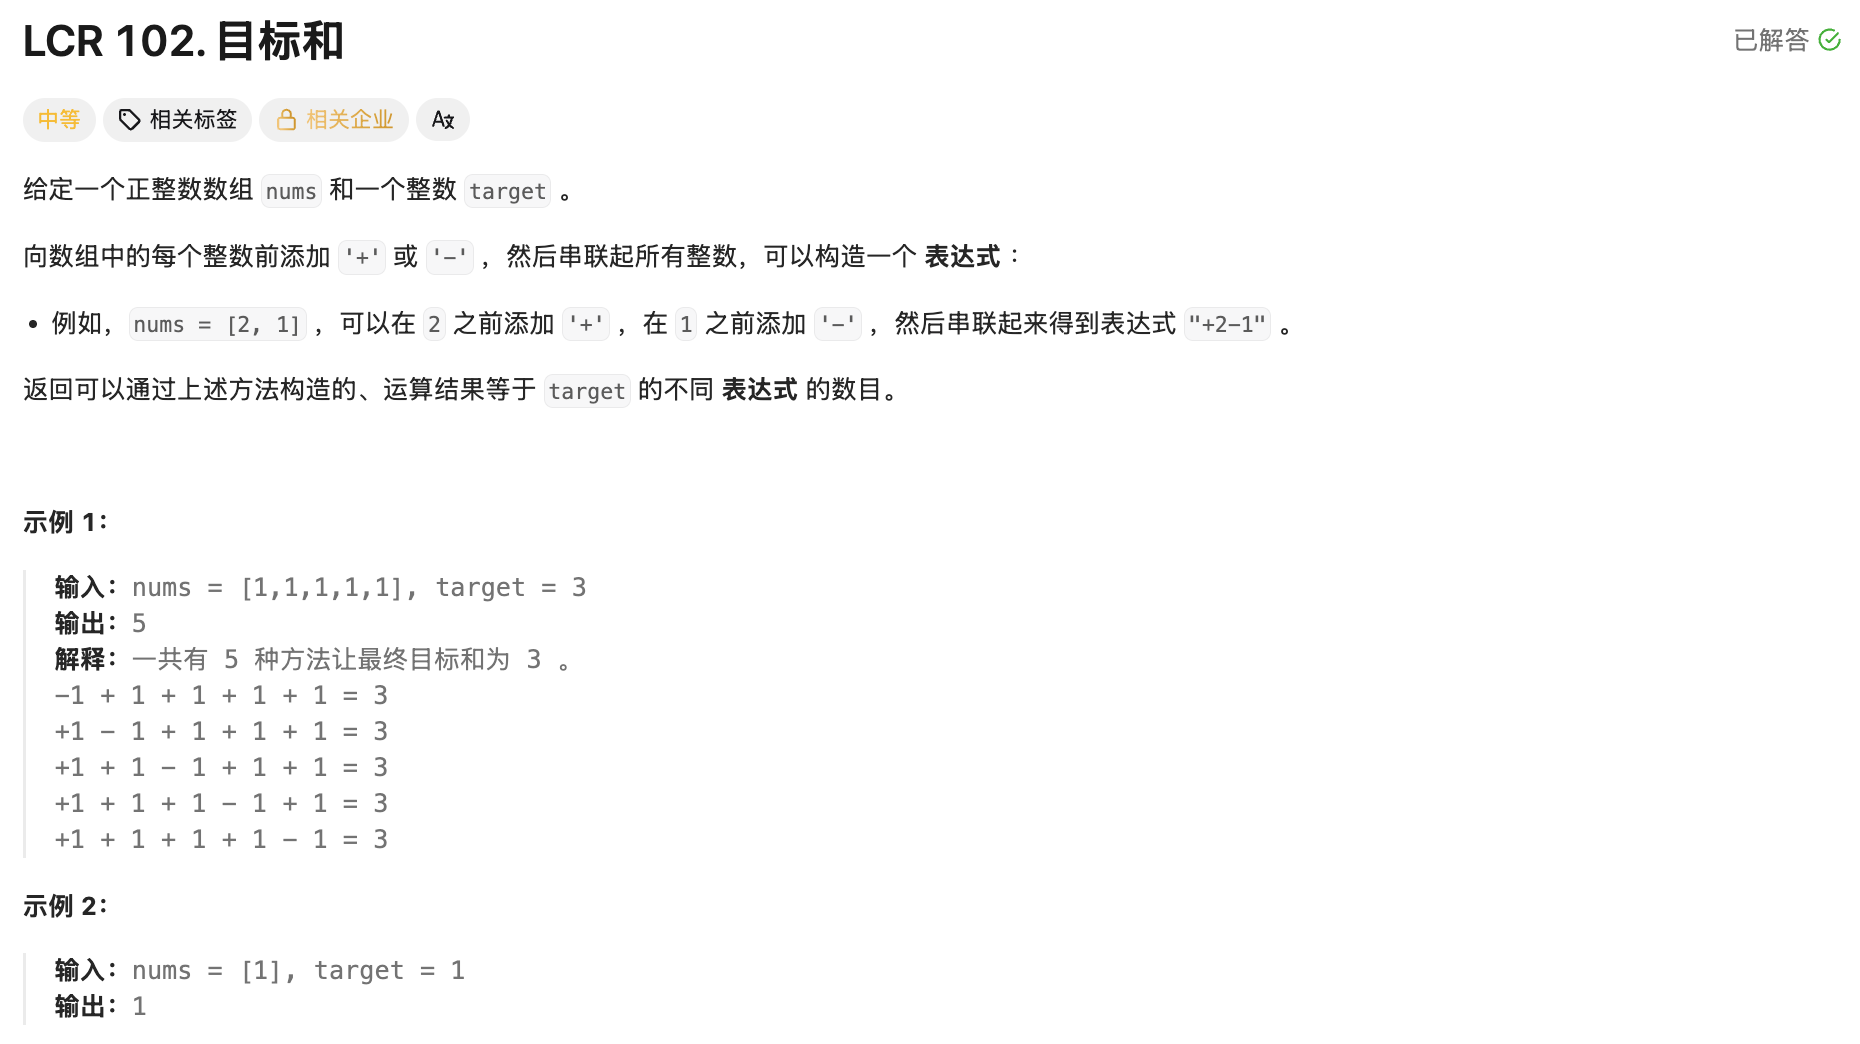 LCR 102. 目标和
已解答
中等
相关标签
相关企业
给定一个正整数数组 nums 和一个整数 target 。
向数组中的每个整数前添加 '+' 或 '-' ，然后串联起所有整数，可以构造一个 表达式 ：
• 例如， nums = [2, 1] ，可以在 2 之前添加 '+' ，在 1 之前添加 '-' ，然后串联起来得到表达式 "+2-1" 。
返回可以通过上述方法构造的、运算结果等于 target 的不同 表达式 的数目。
示例 1：
输入：nums = [1,1,1,1,1], target = 3
输出：5
解释：一共有 5 种方法让最终目标和为 3 。
-1 + 1 + 1 + 1 + 1 = 3
+1 - 1 + 1 + 1 + 1 = 3
+1 + 1 - 1 + 1 + 1 = 3
+1 + 1 + 1 - 1 + 1 = 3
+1 + 1 + 1 + 1 - 1 = 3
示例 2：
输入：nums = [1], target = 1
输出：1